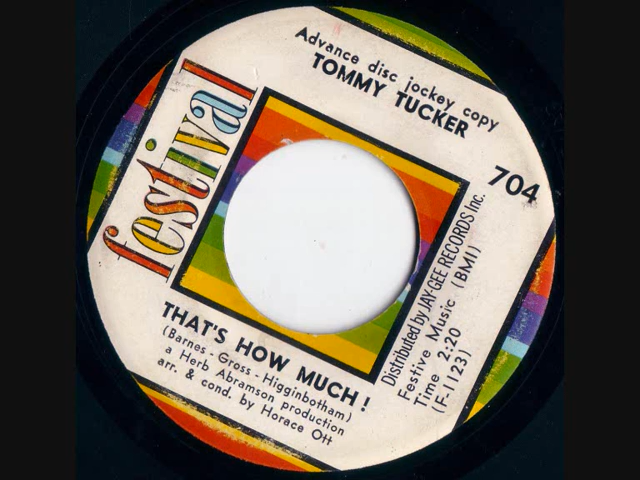 Advance disc jockey copy
TOMMY TUCKER
festival
704
Distributed by JAY-GEE RECORDS Inc.
Festive Music (BMI)
Time 2:20
(F-1123)
THAT'S HOW MUCH!
(Barnes - Gross - Higginbotham)
a Herb Abramson production
arr. & cond. by Horace Ott